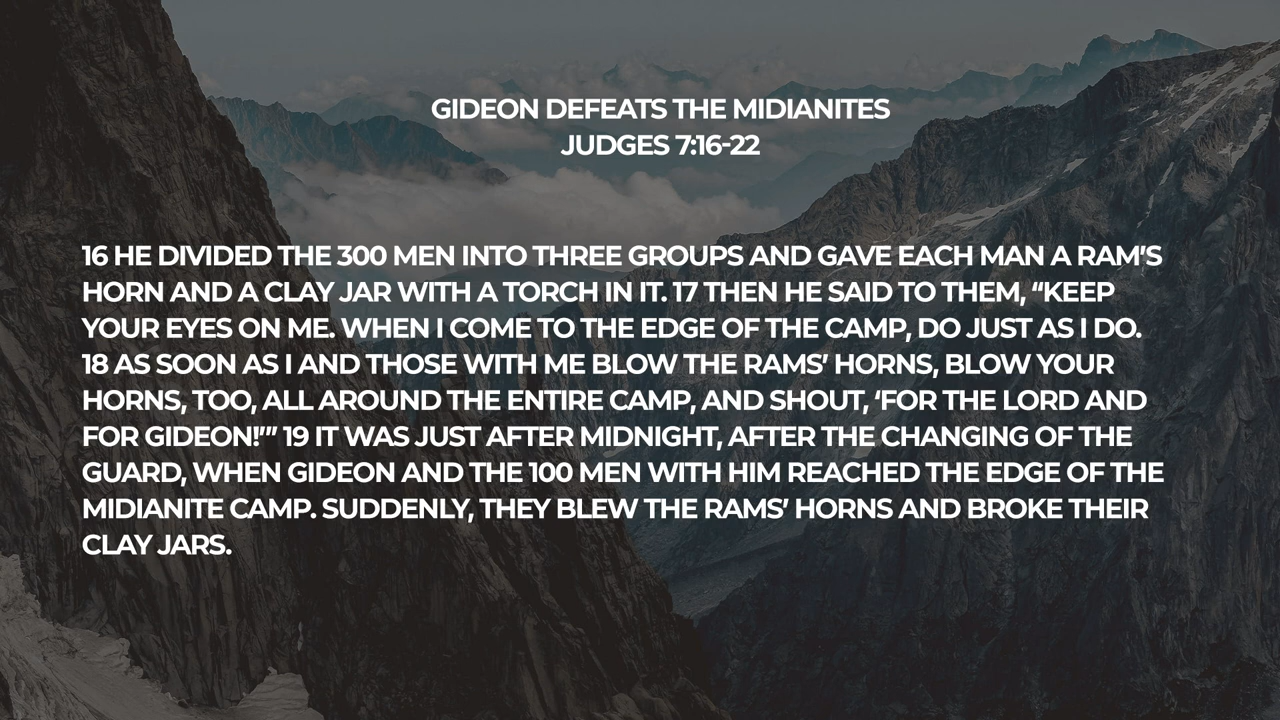 GIDEON DEFEATS THE MIDIANITES
JUDGES 7:16-22
16 HE DIVIDED THE 300 MEN INTO THREE GROUPS AND GAVE EACH MAN A RAM’S
HORN AND A CLAY JAR WITH A TORCH IN IT. 17 THEN HE SAID TO THEM, “KEEP
YOUR EYES ON ME. WHEN I COME TO THE EDGE OF THE CAMP, DO JUST AS I DO.
18 AS SOON AS I AND THOSE WITH ME BLOW THE RAMS’ HORNS, BLOW YOUR
HORNS, TOO, ALL AROUND THE ENTIRE CAMP, AND SHOUT, ‘FOR THE LORD AND
FOR GIDEON!’” 19 IT WAS JUST AFTER MIDNIGHT, AFTER THE CHANGING OF THE
GUARD, WHEN GIDEON AND THE 100 MEN WITH HIM REACHED THE EDGE OF THE
MIDIANITE CAMP. SUDDENLY, THEY BLEW THE RAMS’ HORNS AND BROKE THEIR
CLAY JARS.